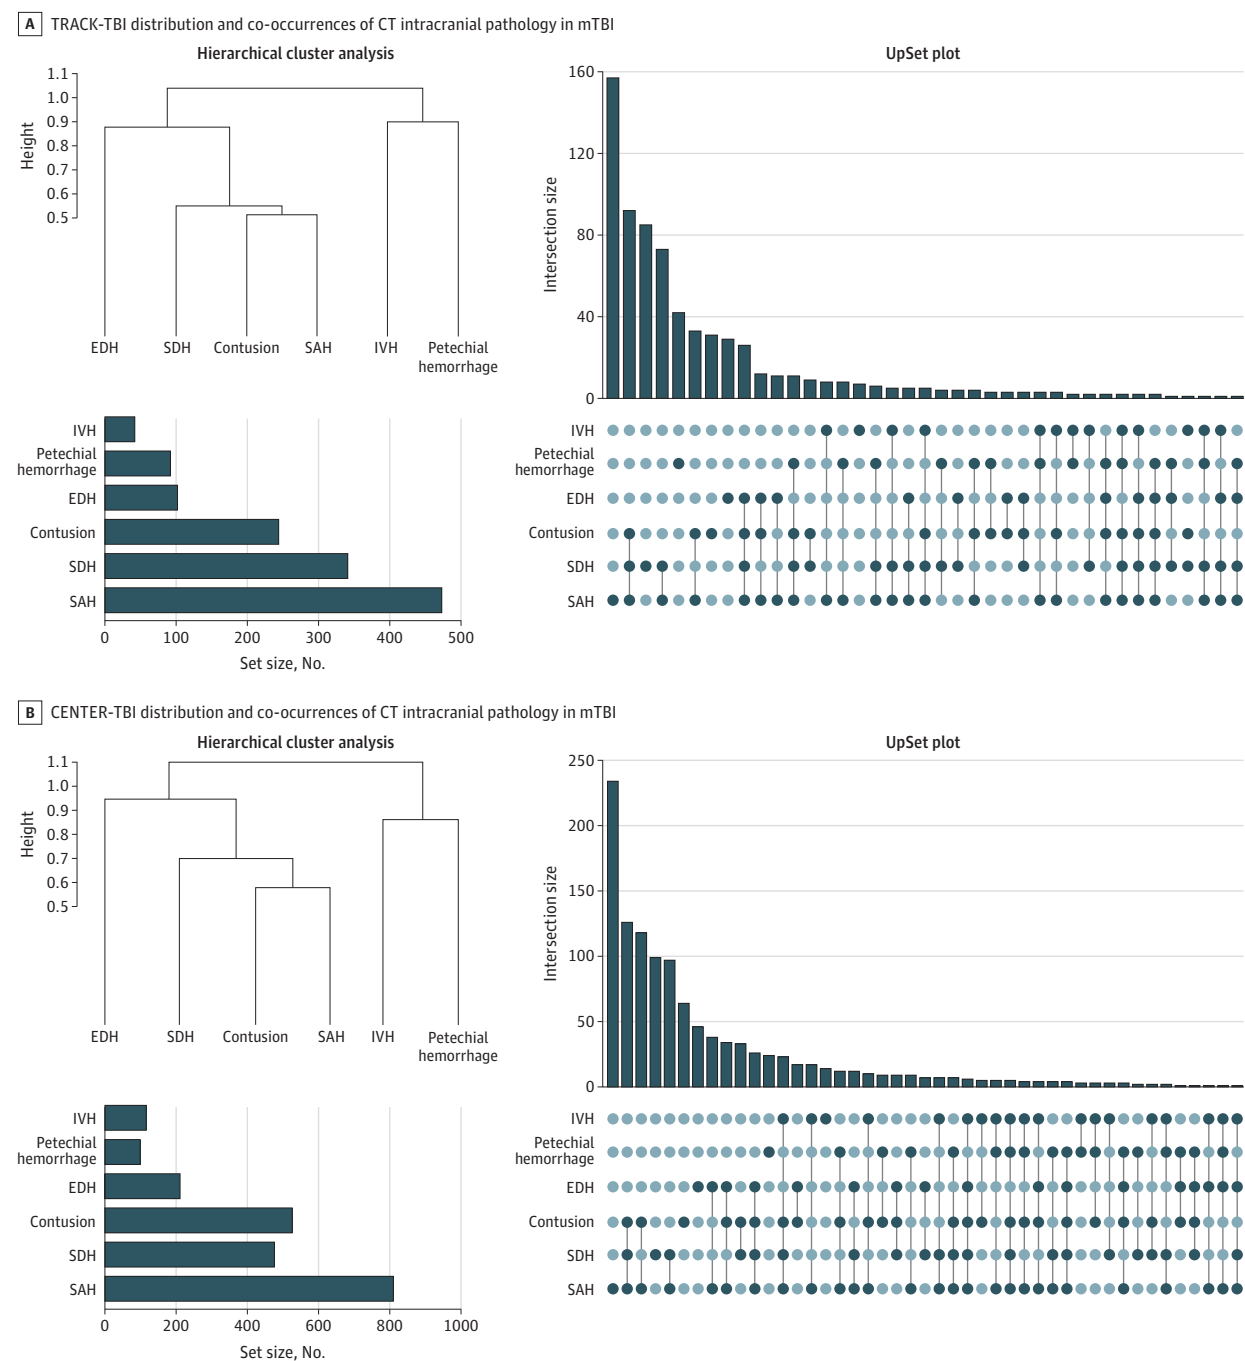 A TRACK-TBI distribution and co-occurrences of CT intracranial pathology in mTBI
Hierarchical cluster analysis
1.1
1.0
0.9
0.8
0.7
0.6
0.5
Height
EDH SDH Contusion SAH IVH Petechial
hemorrhage
UpSet plot
160
120
80
40
0
Intersection size
IVH
Petechial
hemorrhage
EDH
Contusion
SDH
SAH
0 100 200 300 400 500
Set size, No.
IVH
Petechial
hemorrhage
EDH
Contusion
SDH
SAH
B CENTER-TBI distribution and co-ocurrences of CT intracranial pathology in mTBI
Hierarchical cluster analysis
1.1
1.0
0.9
0.8
0.7
0.6
0.5
Height
EDH SDH Contusion SAH IVH Petechial
hemorrhage
UpSet plot
250
200
150
100
50
0
Intersection size
IVH
Petechial
hemorrhage
EDH
Contusion
SDH
SAH
0 200 400 600 800 1000
Set size, No.
IVH
Petechial
hemorrhage
EDH
Contusion
SDH
SAH